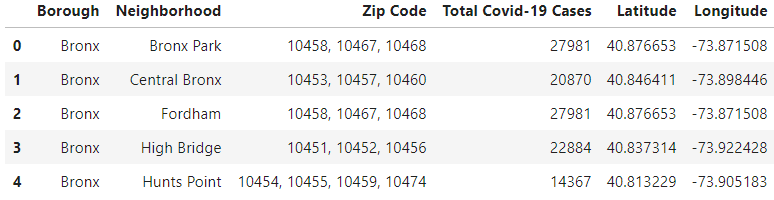 Borough Neighborhood Zip Code Total Covid-19 Cases Latitude Longitude
0 Bronx Bronx Park 10458, 10467, 10468 27981 40.876653 -73.871508
1 Bronx Central Bronx 10453, 10457, 10460 20870 40.846411 -73.898446
2 Bronx Fordham 10458, 10467, 10468 27981 40.876653 -73.871508
3 Bronx High Bridge 10451, 10452, 10456 22884 40.837314 -73.922428
4 Bronx Hunts Point 10454, 10455, 10459, 10474 14367 40.813229 -73.905183